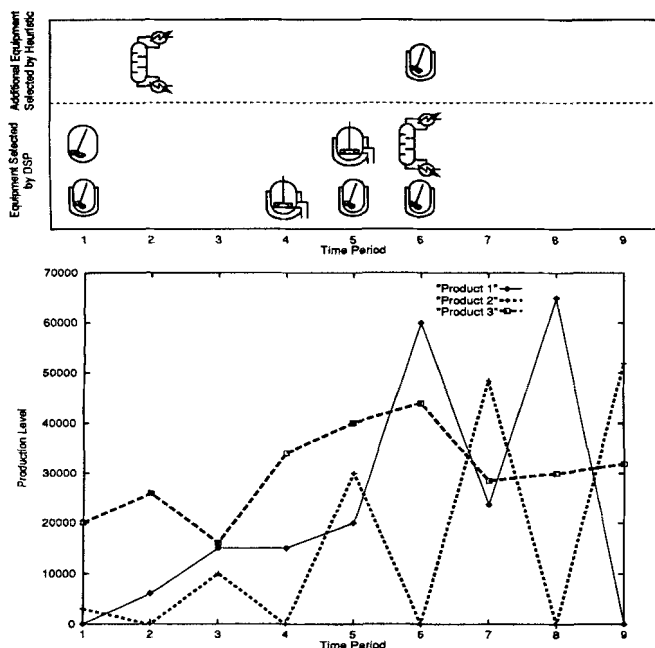 Additional Equipment
Selected by Heuristic
Equipment Selected
by DSP
1 2 3 4 5 6 7 8 9
Time Period
70000
60000
50000
40000
30000
20000
10000
0
Production Level
"Product 1"
"Product 2"
"Product 3"
1 2 3 4 5 6 7 8 9
Time Period